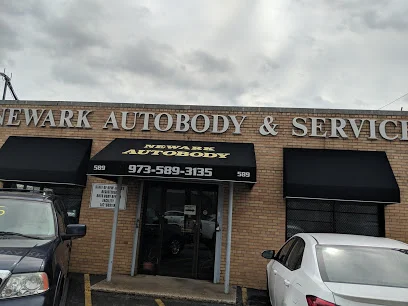 NEWARK AUTOBODY & SERVICE
NEWARK
AUTOBODY
589 973-589-3135 589